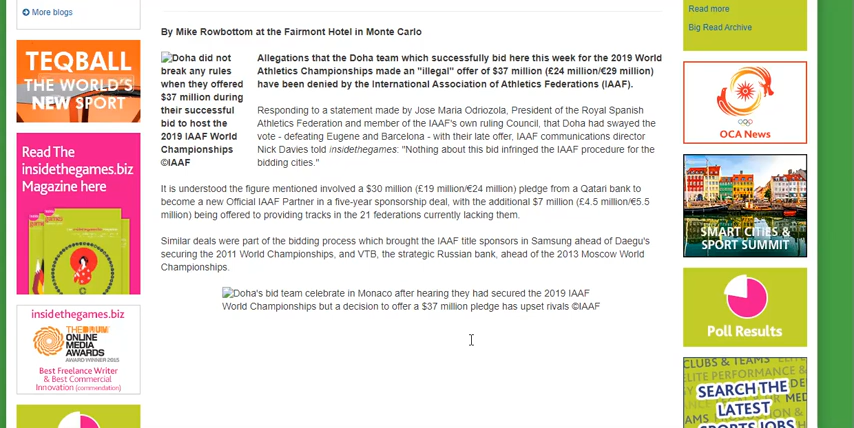 More blogs
TEQBALL
THE WORLD'S
NEW SPORT
Read The
insidethegames.biz
Magazine here
insidethegames.biz
THE DRUM
ONLINE
MEDIA
AWARDS
AWARD WINNER 2015
Best Freelance Writer
& Best Commercial
Innovation (commendation)
By Mike Rowbottom at the Fairmont Hotel in Monte Carlo
Doha did not
break any rules
when they offered
$37 million during
their successful
bid to host the
2019 IAAF World
Championships
©IAAF
Allegations that the Doha team which successfully bid here this week for the 2019 World
Athletics Championships made an "illegal" offer of $37 million (£24 million/€29 million)
have been denied by the International Association of Athletics Federations (IAAF).
Responding to a statement made by Jose Maria Odriozola, President of the Royal Spanish
Athletics Federation and member of the IAAF's own ruling Council, that Doha had swayed the
vote - defeating Eugene and Barcelona - with their late offer, IAAF communications director
Nick Davies told insidethegames: "Nothing about this bid infringed the IAAF procedure for the
bidding cities."
It is understood the figure mentioned involved a $30 million (£19 million/€24 million) pledge from a Qatari bank to
become a new Official IAAF Partner in a five-year sponsorship deal, with the additional $7 million (£4.5 million/€5.5
million) being offered to providing tracks in the 21 federations currently lacking them.
Similar deals were part of the bidding process which brought the IAAF title sponsors in Samsung ahead of Daegu's
securing the 2011 World Championships, and VTB, the strategic Russian bank, ahead of the 2013 Moscow World
Championships.
Doha's bid team celebrate in Monaco after hearing they had secured the 2019 IAAF
World Championships but a decision to offer a $37 million pledge has upset rivals ©IAAF
Read more
Big Read Archive
OCA News
SMART CITIES &
SPORT SUMMIT
Poll Results
CLUBS & TEAMS
ELITE PERFORMANCE &
SEARCH THE
LATEST
SPORTS JOBS